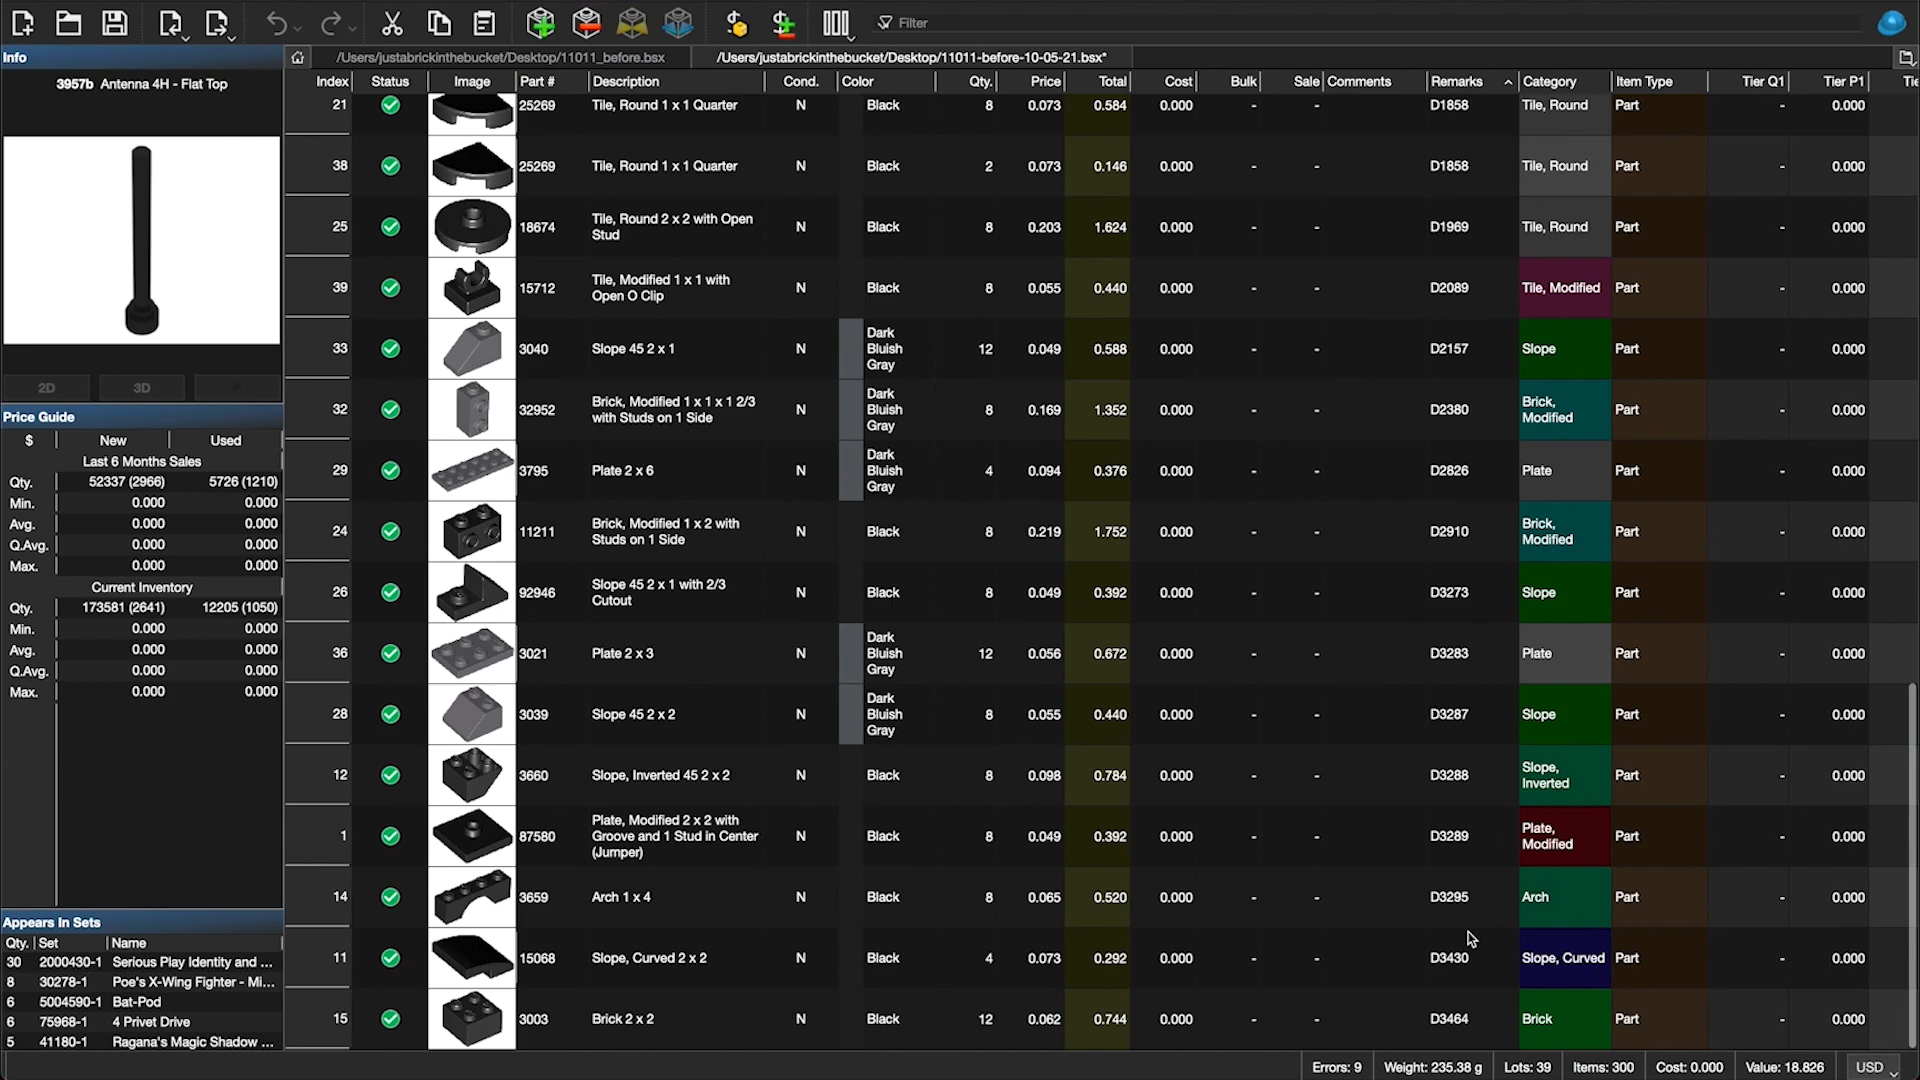 Filter
Info
/Users/justabrickinthebucket/Desktop/11011_before.bsx
/Users/justabrickinthebucket/Desktop/11011-before-10-05-21.bsx*
3957b Antenna 4H - Flat Top
2D 3D
Price Guide
$ New Used
Last 6 Months Sales
Qty. 52337 (2966) 5726 (1210)
Min. 0.000 0.000
Avg. 0.000 0.000
Q.Avg. 0.000 0.000
Max. 0.000 0.000
Current Inventory
Qty. 173581 (2641) 12205 (1050)
Min. 0.000 0.000
Avg. 0.000 0.000
Q.Avg. 0.000 0.000
Max. 0.000 0.000
Appears In Sets
Qty. Set Name
30 2000430-1 Serious Play Identity and ...
8 30278-1 Poe's X-Wing Fighter - Mi...
6 5004590-1 Bat-Pod
6 75968-1 4 Privet Drive
5 41180-1 Ragana's Magic Shadow ...
Index Status Image Part # Description Cond. Color Qty. Price Total Cost Bulk Sale Comments Remarks Category Item Type Tier Q1 Tier P1 Tie
21 25269 Tile, Round 1 x 1 Quarter N Black 8 0.073 0.584 0.000 - - D1858 Tile, Round Part - 0.000
38 25269 Tile, Round 1 x 1 Quarter N Black 2 0.073 0.146 0.000 - - D1858 Tile, Round Part - 0.000
25 18674 Tile, Round 2 x 2 with Open Stud N Black 8 0.203 1.624 0.000 - - D1969 Tile, Round Part - 0.000
39 15712 Tile, Modified 1 x 1 with Open O Clip N Black 8 0.055 0.440 0.000 - - D2089 Tile, Modified Part - 0.000
33 3040 Slope 45 2 x 1 N Dark Bluish Gray 12 0.049 0.588 0.000 - - D2157 Slope Part - 0.000
32 32952 Brick, Modified 1 x 1 x 1 2/3 with Studs on 1 Side N Dark Bluish Gray 8 0.169 1.352 0.000 - - D2380 Brick, Modified Part - 0.000
29 3795 Plate 2 x 6 N Dark Bluish Gray 4 0.094 0.376 0.000 - - D2826 Plate Part - 0.000
24 11211 Brick, Modified 1 x 2 with Studs on 1 Side N Black 8 0.219 1.752 0.000 - - D2910 Brick, Modified Part - 0.000
26 92946 Slope 45 2 x 1 with 2/3 Cutout N Black 8 0.049 0.392 0.000 - - D3273 Slope Part - 0.000
36 3021 Plate 2 x 3 N Dark Bluish Gray 12 0.056 0.672 0.000 - - D3283 Plate Part - 0.000
28 3039 Slope 45 2 x 2 N Dark Bluish Gray 8 0.055 0.440 0.000 - - D3287 Slope Part - 0.000
12 3660 Slope, Inverted 45 2 x 2 N Black 8 0.098 0.784 0.000 - - D3288 Slope, Inverted Part - 0.000
1 87580 Plate, Modified 2 x 2 with Groove and 1 Stud in Center (Jumper) N Black 8 0.049 0.392 0.000 - - D3289 Plate, Modified Part - 0.000
14 3659 Arch 1 x 4 N Black 8 0.065 0.520 0.000 - - D3295 Arch Part - 0.000
11 15068 Slope, Curved 2 x 2 N Black 4 0.073 0.292 0.000 - - D3430 Slope, Curved Part - 0.000
15 3003 Brick 2 x 2 N Black 12 0.062 0.744 0.000 - - D3464 Brick Part - 0.000
Errors: 9 Weight: 235.38 g Lots: 39 Items: 300 Cost: 0.000 Value: 18.826 USD